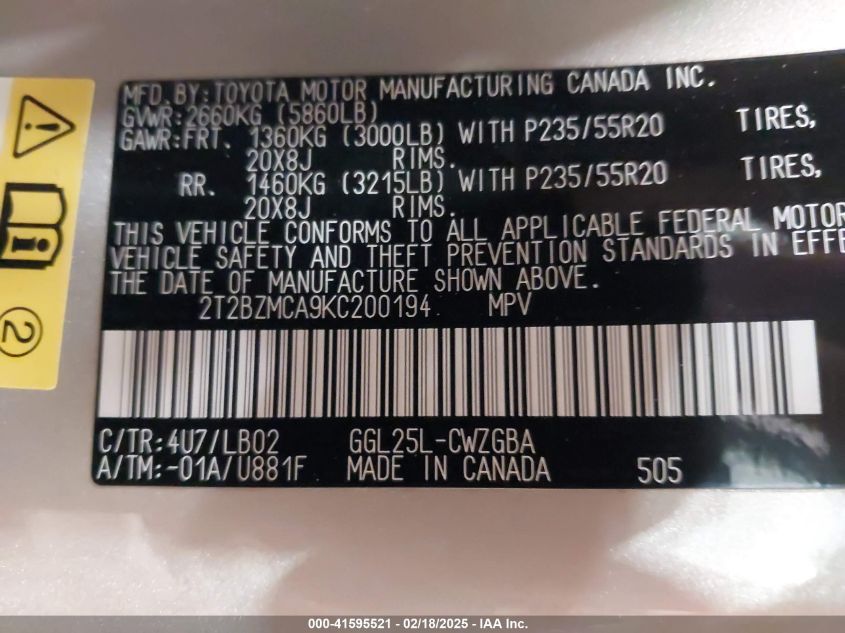 MFD. BY: TOYOTA MOTOR MANUFACTURING CANADA INC.
GVWR: 2660KG (5860LB)
GAWR: FRT. 1360KG (3000LB) WITH P235/55R20 TIRES,
20X8J RIMS.
RR. 1460KG (3215LB) WITH P235/55R20 TIRES,
20X8J RIMS.
THIS VEHICLE CONFORMS TO ALL APPLICABLE FEDERAL MOTOR
VEHICLE SAFETY AND THEFT PREVENTION STANDARDS IN EFFE
THE DATE OF MANUFACTURE SHOWN ABOVE.
2T2BZMCA9KC200194 MPV
C/TR: 4U7/LB02 GGL25L-CWZGBA
A/TM: -01A/U881F MADE IN CANADA 505
2
000-41595521 - 02/18/2025 - IAA Inc.